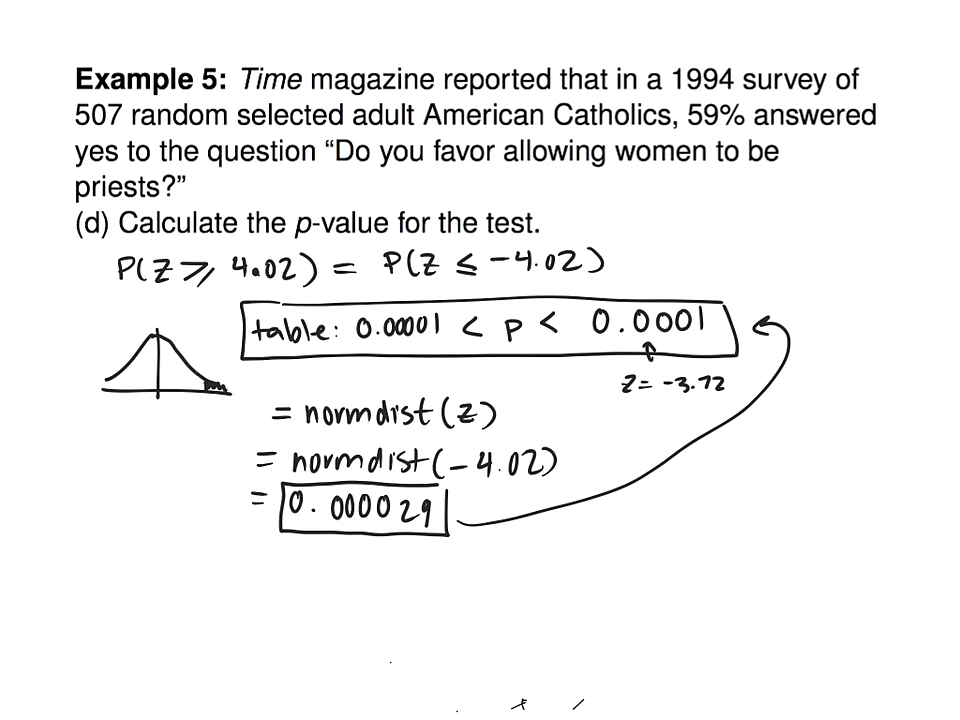 Example 5: Time magazine reported that in a 1994 survey of
507 random selected adult American Catholics, 59% answered
yes to the question “Do you favor allowing women to be
priests?”
(d) Calculate the p-value for the test.
P(Z ⩾ 4.02) = P(Z ≤ -4.02)
table: 0.00001 < p < 0.0001
Z = -3.72
= normdist(z)
= normdist(-4.02)
= 0.000029